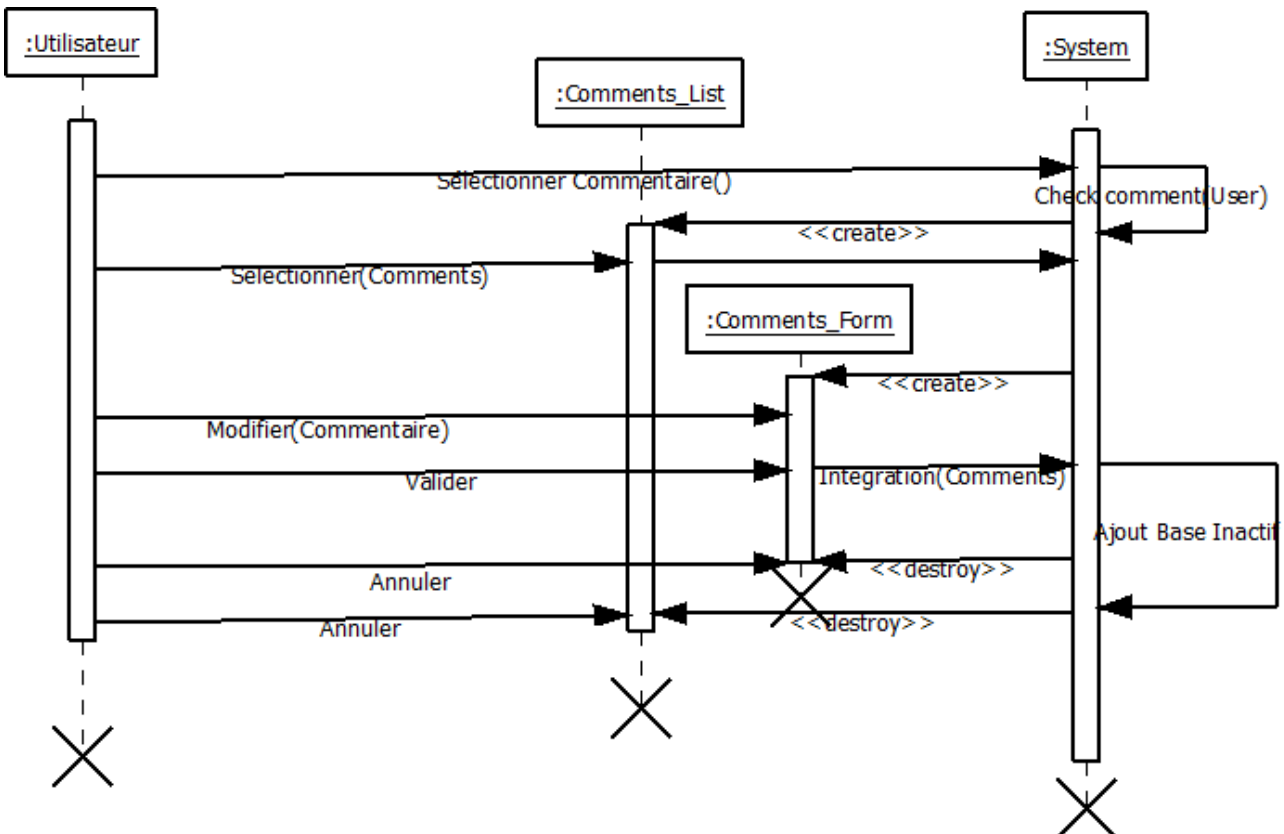 :Utilisateur
:System
:Comments_List
Sélectionner Commentaire()
Check comment(User)
<<create>>
Selectionner(Comments)
:Comments_Form
<<create>>
Modifier(Commentaire)
Valider
Integration(Comments)
Ajout Base Inactif
Annuler
<<destroy>>
Annuler
<<destroy>>